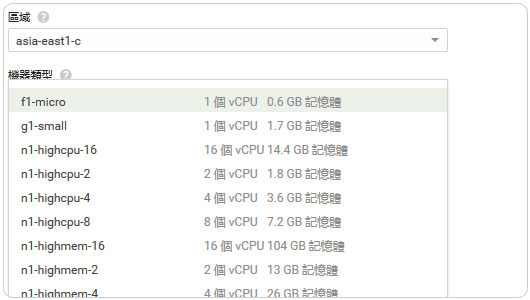 區域 ?
asia-east1-c
機器類型 ?
f1-micro 1 個 vCPU 0.6 GB 記憶體
g1-small 1 個 vCPU 1.7 GB 記憶體
n1-highcpu-16 16 個 vCPU 14.4 GB 記憶體
n1-highcpu-2 2 個 vCPU 1.8 GB 記憶體
n1-highcpu-4 4 個 vCPU 3.6 GB 記憶體
n1-highcpu-8 8 個 vCPU 7.2 GB 記憶體
n1-highmem-16 16 個 vCPU 104 GB 記憶體
n1-highmem-2 2 個 vCPU 13 GB 記憶體
n1-highmem-4 4 個 vCPU 26 GB 記憶體